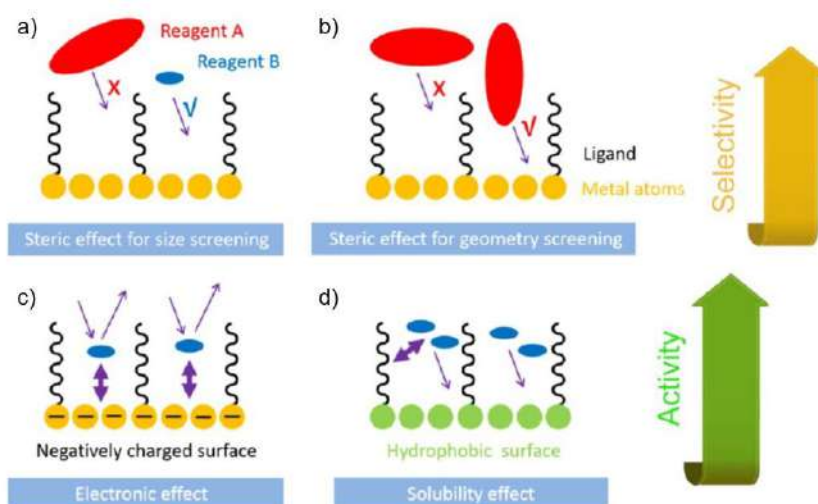 a)
Reagent A
Reagent B
X
√
Steric effect for size screening
b)
X
√
Ligand
Metal atoms
Steric effect for geometry screening
Selectivity
c)
− − − − − − −
Negatively charged surface
Electronic effect
d)
Hydrophobic surface
Solubility effect
Activity